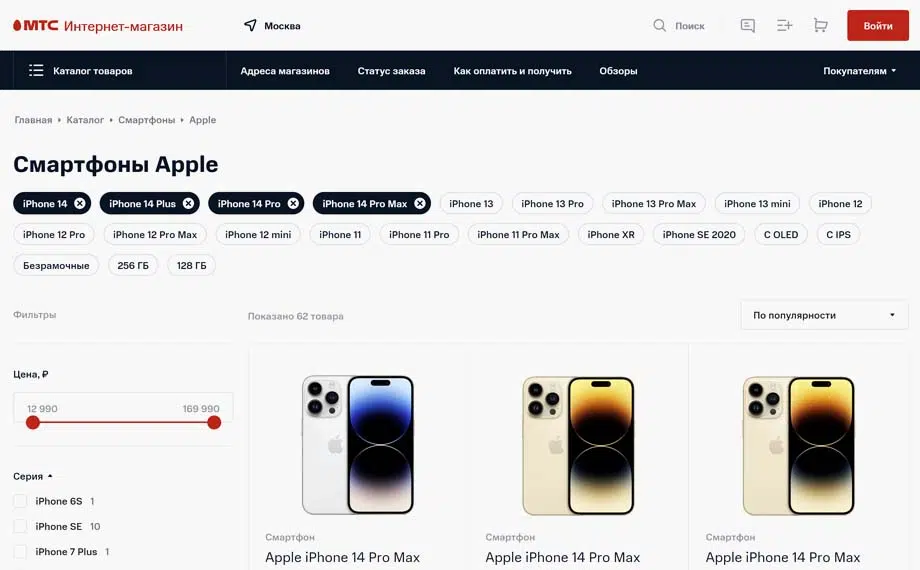 МТС Интернет-магазин Москва Поиск Войти
Каталог товаров Адреса магазинов Статус заказа Как оплатить и получить Обзоры Покупателям
Главная Каталог Смартфоны Apple
Смартфоны Apple
iPhone 14 iPhone 14 Plus iPhone 14 Pro iPhone 14 Pro Max iPhone 13 iPhone 13 Pro iPhone 13 Pro Max iPhone 13 mini iPhone 12
iPhone 12 Pro iPhone 12 Pro Max iPhone 12 mini iPhone 11 iPhone 11 Pro iPhone 11 Pro Max iPhone XR iPhone SE 2020 С OLED С IPS
Безрамочные 256 ГБ 128 ГБ
Фильтры Показано 62 товара По популярности
Цена, ₽
12 990 169 990
Серия
iPhone 6S 1
iPhone SE 10
iPhone 7 Plus 1
Смартфон Смартфон Смартфон
Apple iPhone 14 Pro Max Apple iPhone 14 Pro Max Apple iPhone 14 Pro Max